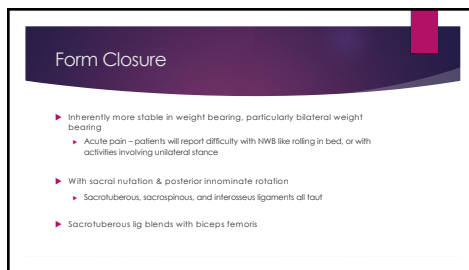 Form Closure
Inherently more stable in weight bearing, particularly bilateral weight
bearing
Acute pain – patients will report difficulty with NWB like rolling in bed, or with
activities involving unilateral stance
With sacral nutation & posterior innominate rotation
Sacrotuberous, sacrospinous, and interosseus ligaments all taut
Sacrotuberous lig blends with biceps femoris